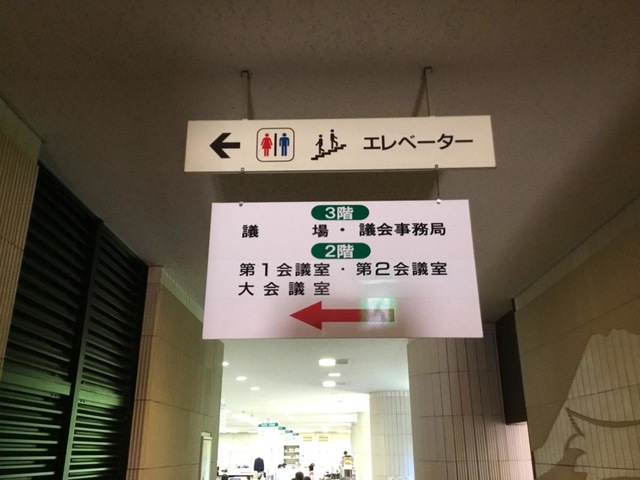 エレベーター
3階
議 場・議会事務局
2階
第1会議室・第2会議室
大会議室